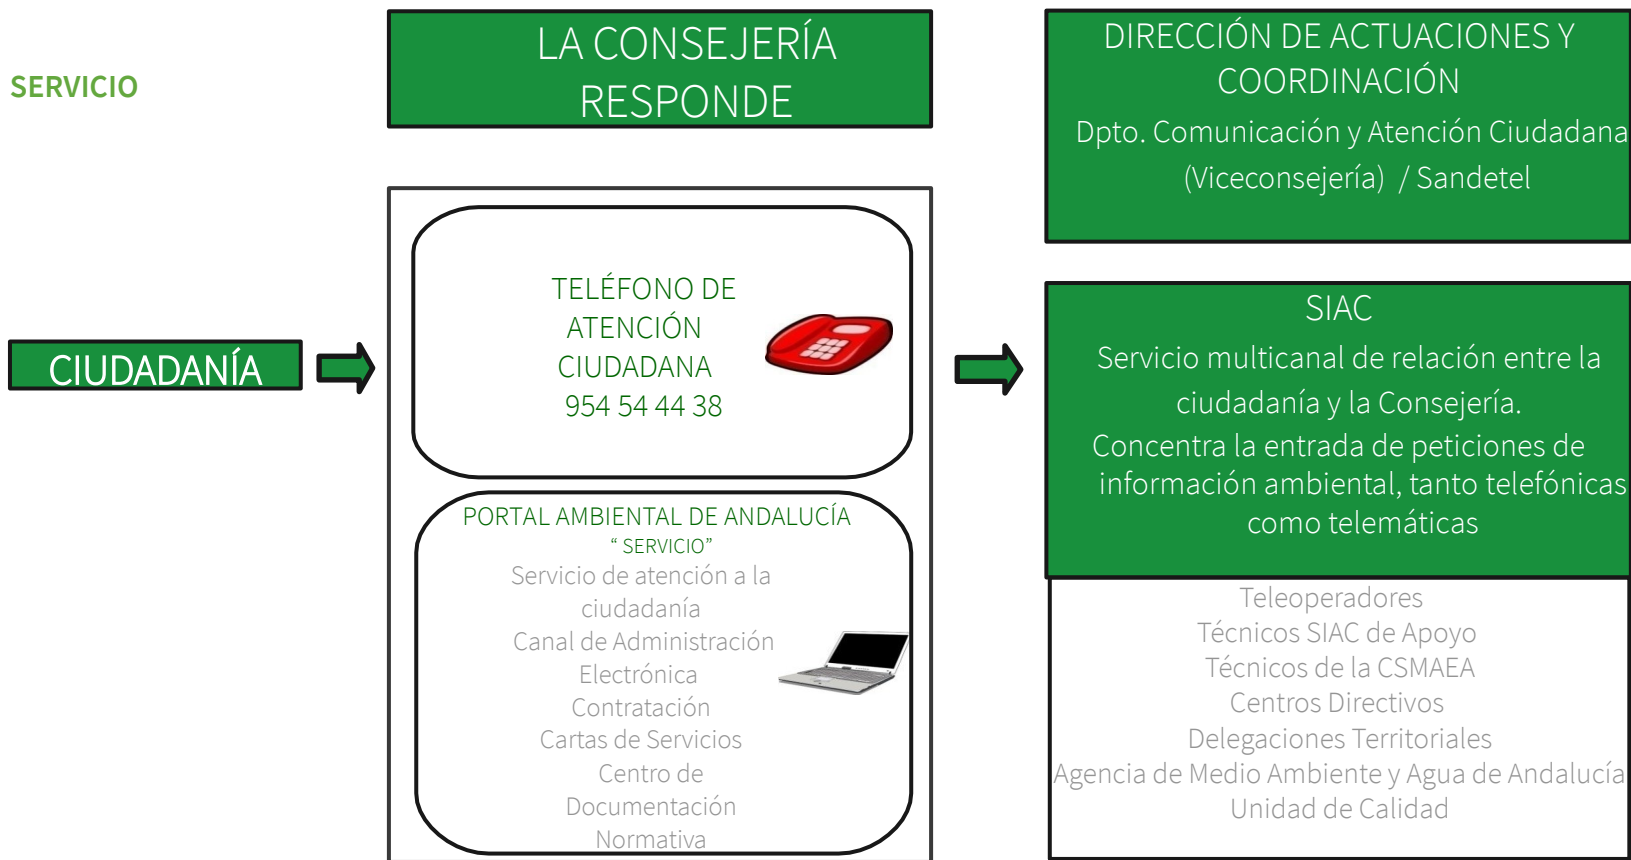 SERVICIO
LA CONSEJERÍA
RESPONDE
DIRECCIÓN DE ACTUACIONES Y
COORDINACIÓN
Dpto. Comunicación y Atención Ciudadana
(Viceconsejería) / Sandetel
CIUDADANÍA
TELÉFONO DE
ATENCIÓN
CIUDADANA
954 54 44 38
PORTAL AMBIENTAL DE ANDALUCÍA
“ SERVICIO”
Servicio de atención a la
ciudadanía
Canal de Administración
Electrónica
Contratación
Cartas de Servicios
Centro de
Documentación
Normativa
SIAC
Servicio multicanal de relación entre la
ciudadanía y la Consejería.
Concentra la entrada de peticiones de
información ambiental, tanto telefónicas
como telemáticas
Teleoperadores
Técnicos SIAC de Apoyo
Técnicos de la CSMAEA
Centros Directivos
Delegaciones Territoriales
Agencia de Medio Ambiente y Agua de Andalucía
Unidad de Calidad